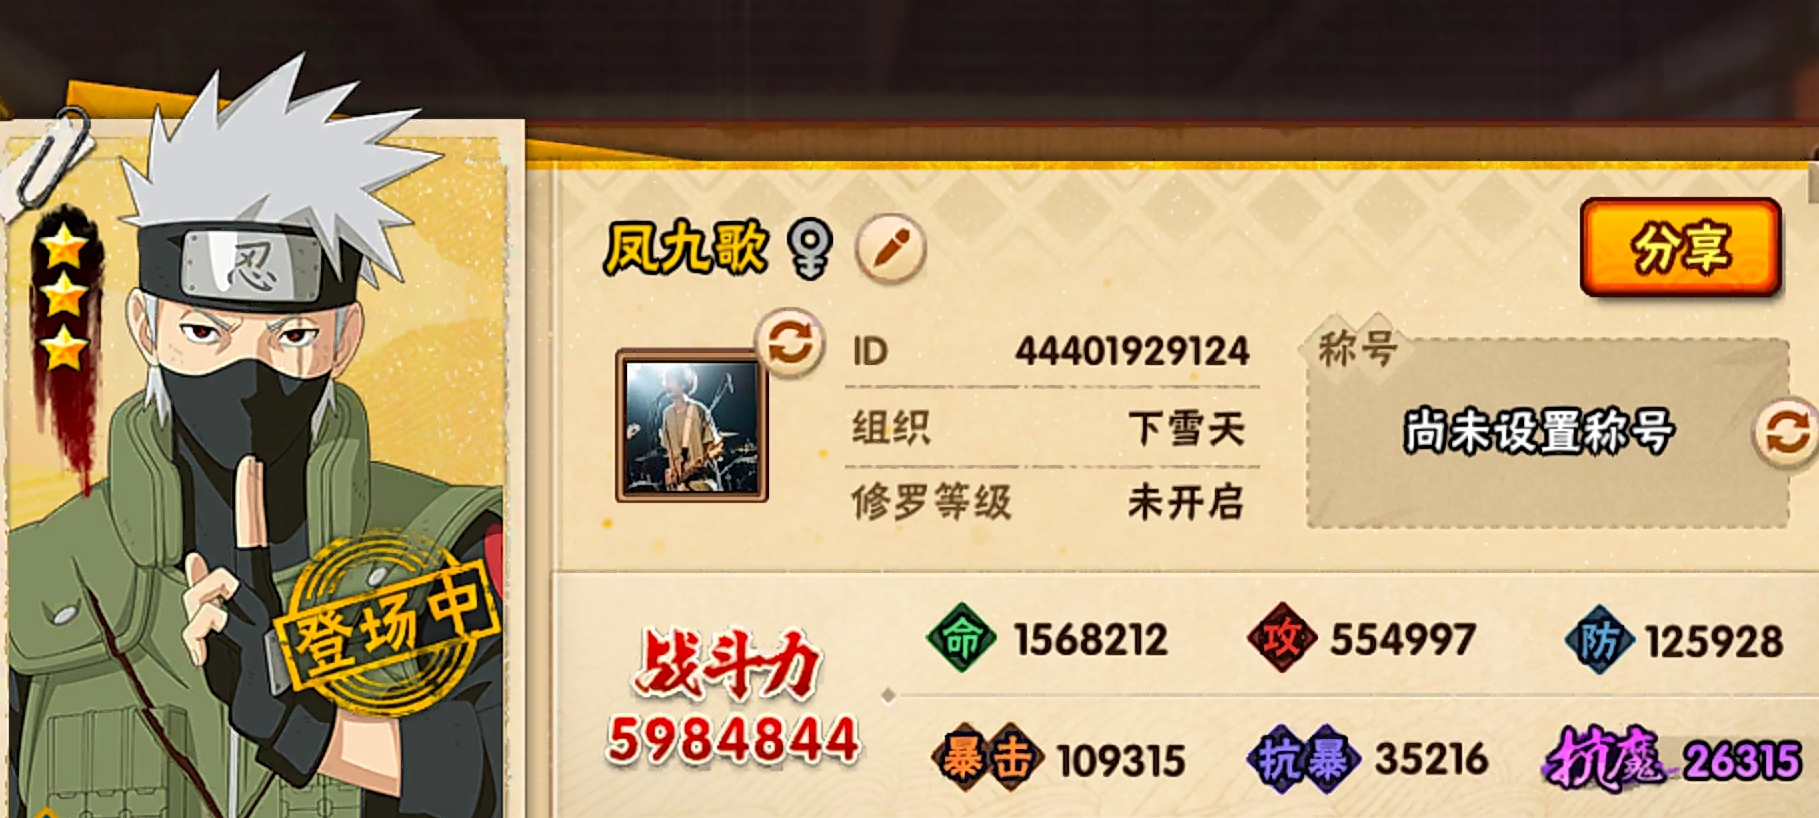 忍
登场中
凤九歌
分享
ID 44401929124
组织 下雪天
修罗等级 未开启
称号
尚未设置称号
战斗力
5984844
命 1568212 攻 554997 防 125928
暴击 109315 抗暴 35216 抗魔 26315